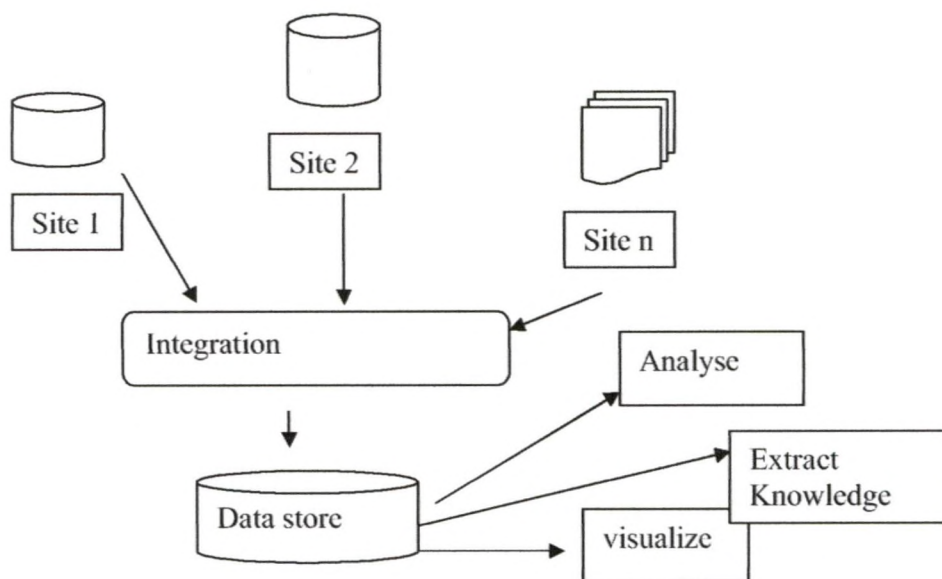 Site 2
Site 1
Site n
Integration
Analyse
Extract
Knowledge
Data store
visualize